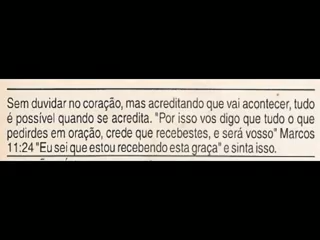 Sem duvidar no coração, mas acreditando que vai acontecer, tudo
é possível quando se acredita. "Por isso vos digo que tudo o que
pedirdes em oração, crede que recebestes, e será vosso" Marcos
11:24 "Eu sei que estou recebendo esta graça" e sinta isso.